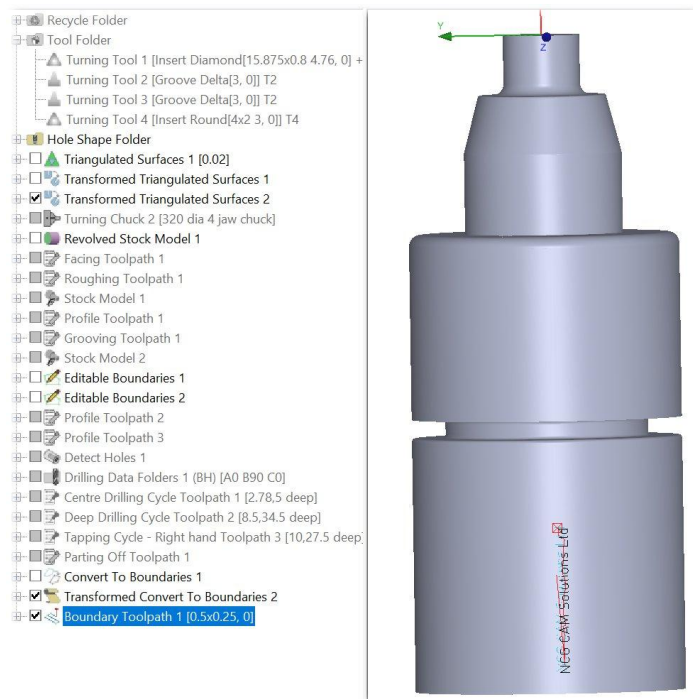 Recycle Folder
Tool Folder
Turning Tool 1 [Insert Diamond[15.875x0.8 4.76, 0] +
Turning Tool 2 [Groove Delta[3, 0]] T2
Turning Tool 3 [Groove Delta[3, 0]] T2
Turning Tool 4 [Insert Round[4x2 3, 0]] T4
Hole Shape Folder
Triangulated Surfaces 1 [0.02]
Transformed Triangulated Surfaces 1
Transformed Triangulated Surfaces 2
Turning Chuck 2 [320 dia 4 jaw chuck]
Revolved Stock Model 1
Facing Toolpath 1
Roughing Toolpath 1
Stock Model 1
Profile Toolpath 1
Grooving Toolpath 1
Stock Model 2
Editable Boundaries 1
Editable Boundaries 2
Profile Toolpath 2
Profile Toolpath 3
Detect Holes 1
Drilling Data Folders 1 (BH) [A0 B90 C0]
Centre Drilling Cycle Toolpath 1 [2.78,5 deep]
Deep Drilling Cycle Toolpath 2 [8.5,34.5 deep]
Tapping Cycle - Right hand Toolpath 3 [10,27.5 deep]
Parting Off Toolpath 1
Convert To Boundaries 1
Transformed Convert To Boundaries 2
Boundary Toolpath 1 [0.5x0.25, 0]
Y
Z
NCG CAM Solutions Ltd